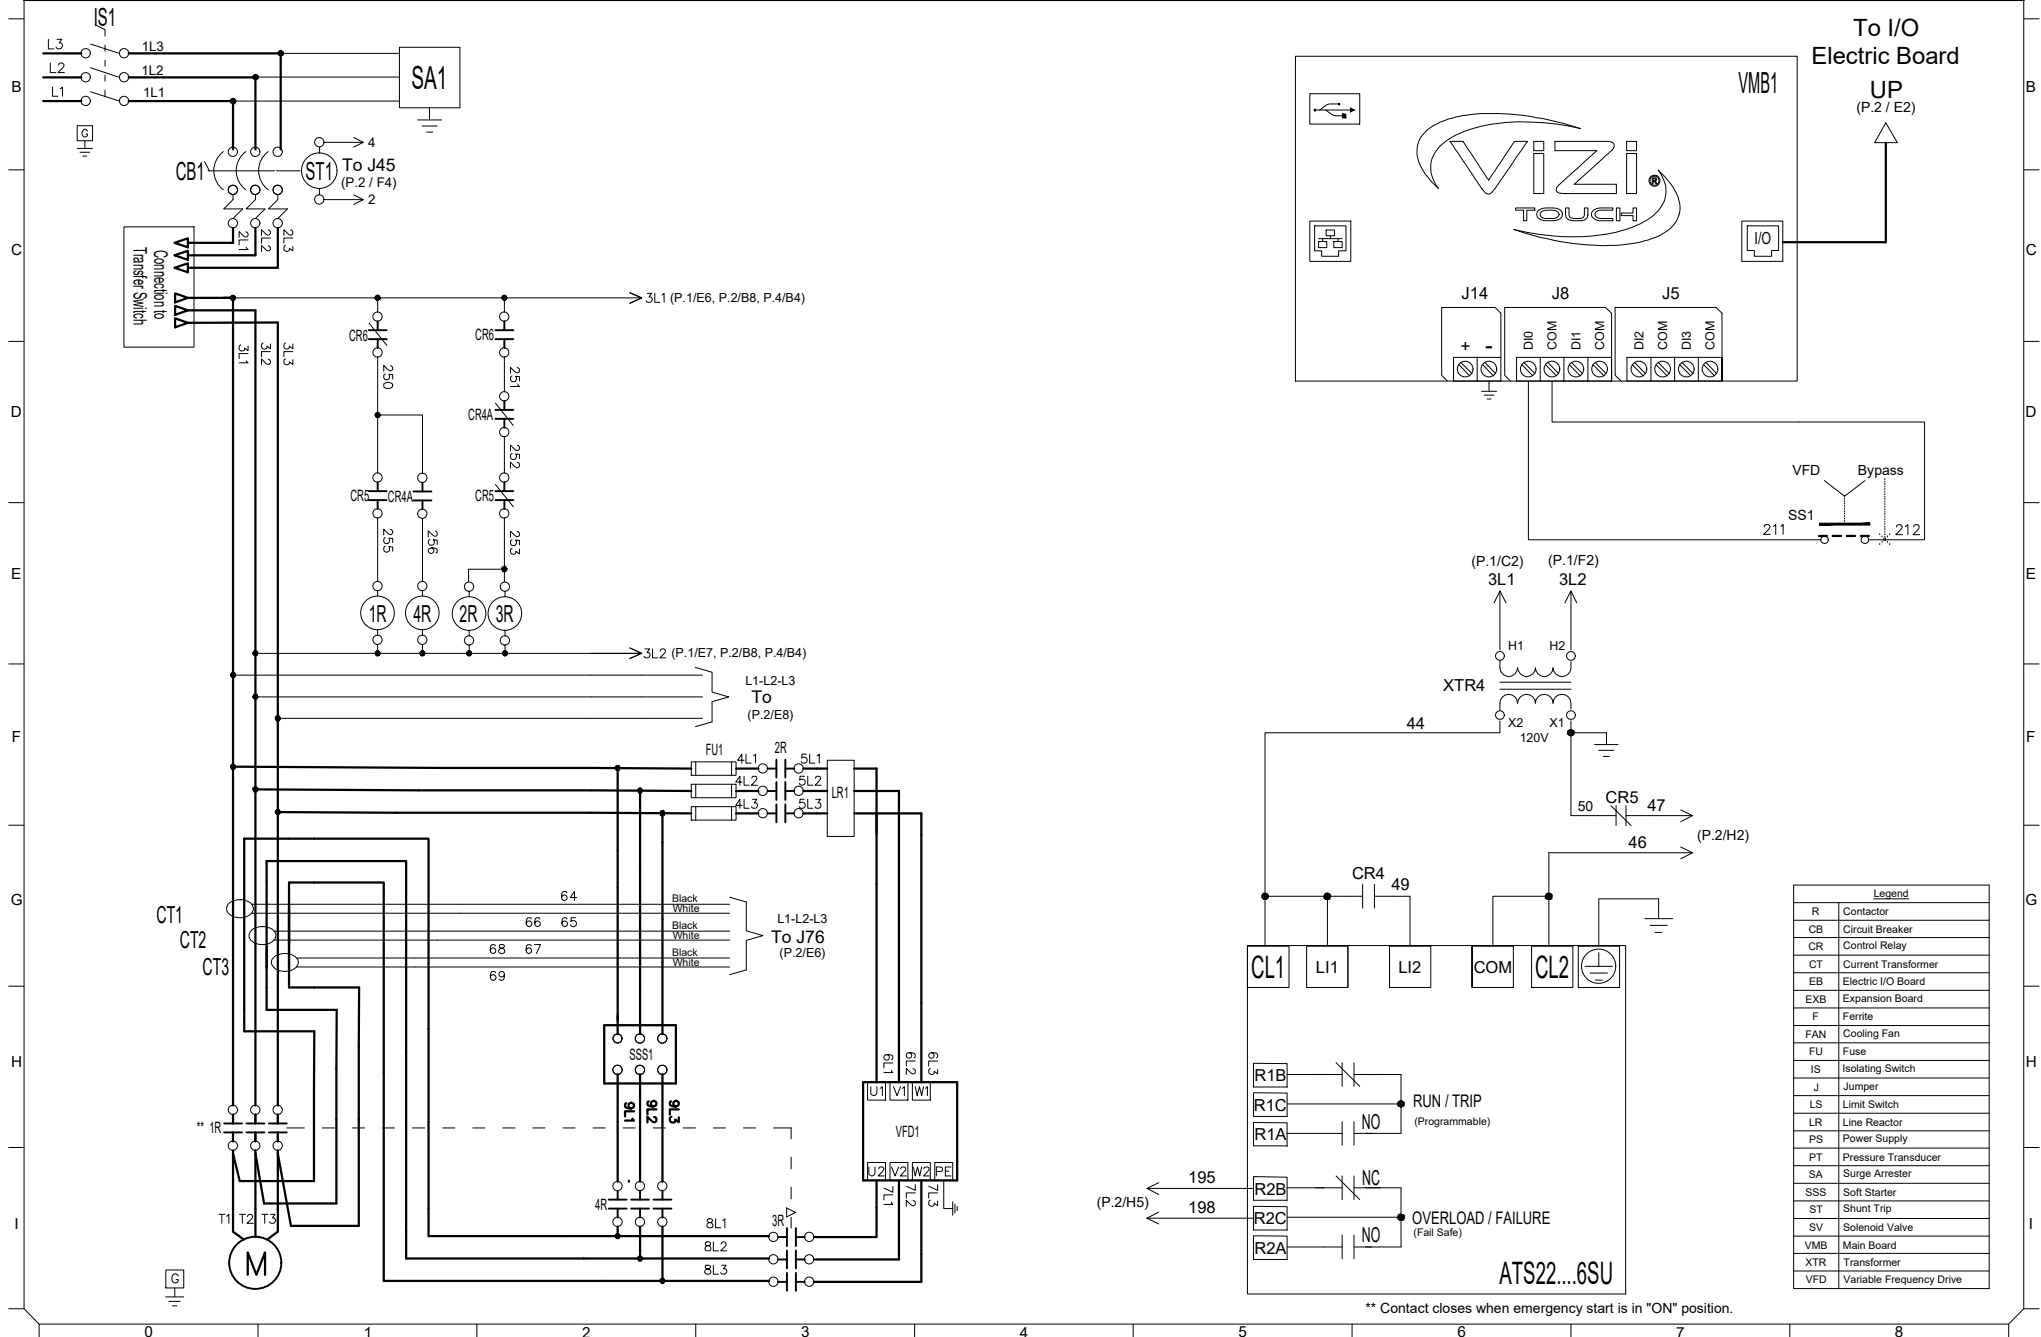 IS1
L3
1L3
L2
1L2
L1
1L1
SA1
G
CB1
ST1
4
To J45
(P.2 / F4)
2
2L1
2L2
2L3
Connection to
Transfer Switch
3L1
3L2
3L3
3L1 (P.1/E6, P.2/B8, P.4/B4)
CR6
CR6
250
251
CR4A
252
CR5
CR4A
CR5
255
256
253
1R
4R
2R
3R
3L2 (P.1/E7, P.2/B8, P.4/B4)
L1-L2-L3
To
(P.2/E8)
FU1
2R
4L1
5L1
4L2
5L2
4L3
5L3
LR1
CT1
CT2
CT3
64
66 65
68 67
69
Black
White
Black
White
Black
White
L1-L2-L3
To J76
(P.2/E6)
SSS1
9L1
9L2
9L3
6L1
6L2
6L3
U1
V1
W1
VFD1
U2
V2
W2
PE
7L1
7L2
7L3
** 1R
4R
3R
8L1
8L2
8L3
T1
T2
T3
M
G
To I/O
Electric Board
UP
(P.2 / E2)
VMB1
ViZi
®
TOUCH
I/O
J14
J8
J5
+
-
DI0
COM
DI1
COM
DI2
COM
DI3
COM
VFD
Bypass
SS1
211
212
(P.1/C2)
(P.1/F2)
3L1
3L2
H1
H2
XTR4
X2
X1
120V
44
50
CR5
47
(P.2/H2)
46
CR4
49
CL1
LI1
LI2
COM
CL2
R1B
R1C
R1A
NO
RUN / TRIP
(Programmable)
195
198
(P.2/H5)
R2B
R2C
R2A
NC
NO
OVERLOAD / FAILURE
(Fail Safe)
ATS22....6SU
** Contact closes when emergency start is in "ON" position.
Legend
R Contactor
CB Circuit Breaker
CR Control Relay
CT Current Transformer
EB Electric I/O Board
EXB Expansion Board
F Ferrite
FAN Cooling Fan
FU Fuse
IS Isolating Switch
J Jumper
LS Limit Switch
LR Line Reactor
PS Power Supply
PT Pressure Transducer
SA Surge Arrester
SSS Soft Starter
ST Shunt Trip
SV Solenoid Valve
VMB Main Board
XTR Transformer
VFD Variable Frequency Drive
B
C
D
E
F
G
H
I
B
C
D
E
F
G
H
I
0 1 2 3 4 5 6 7 8